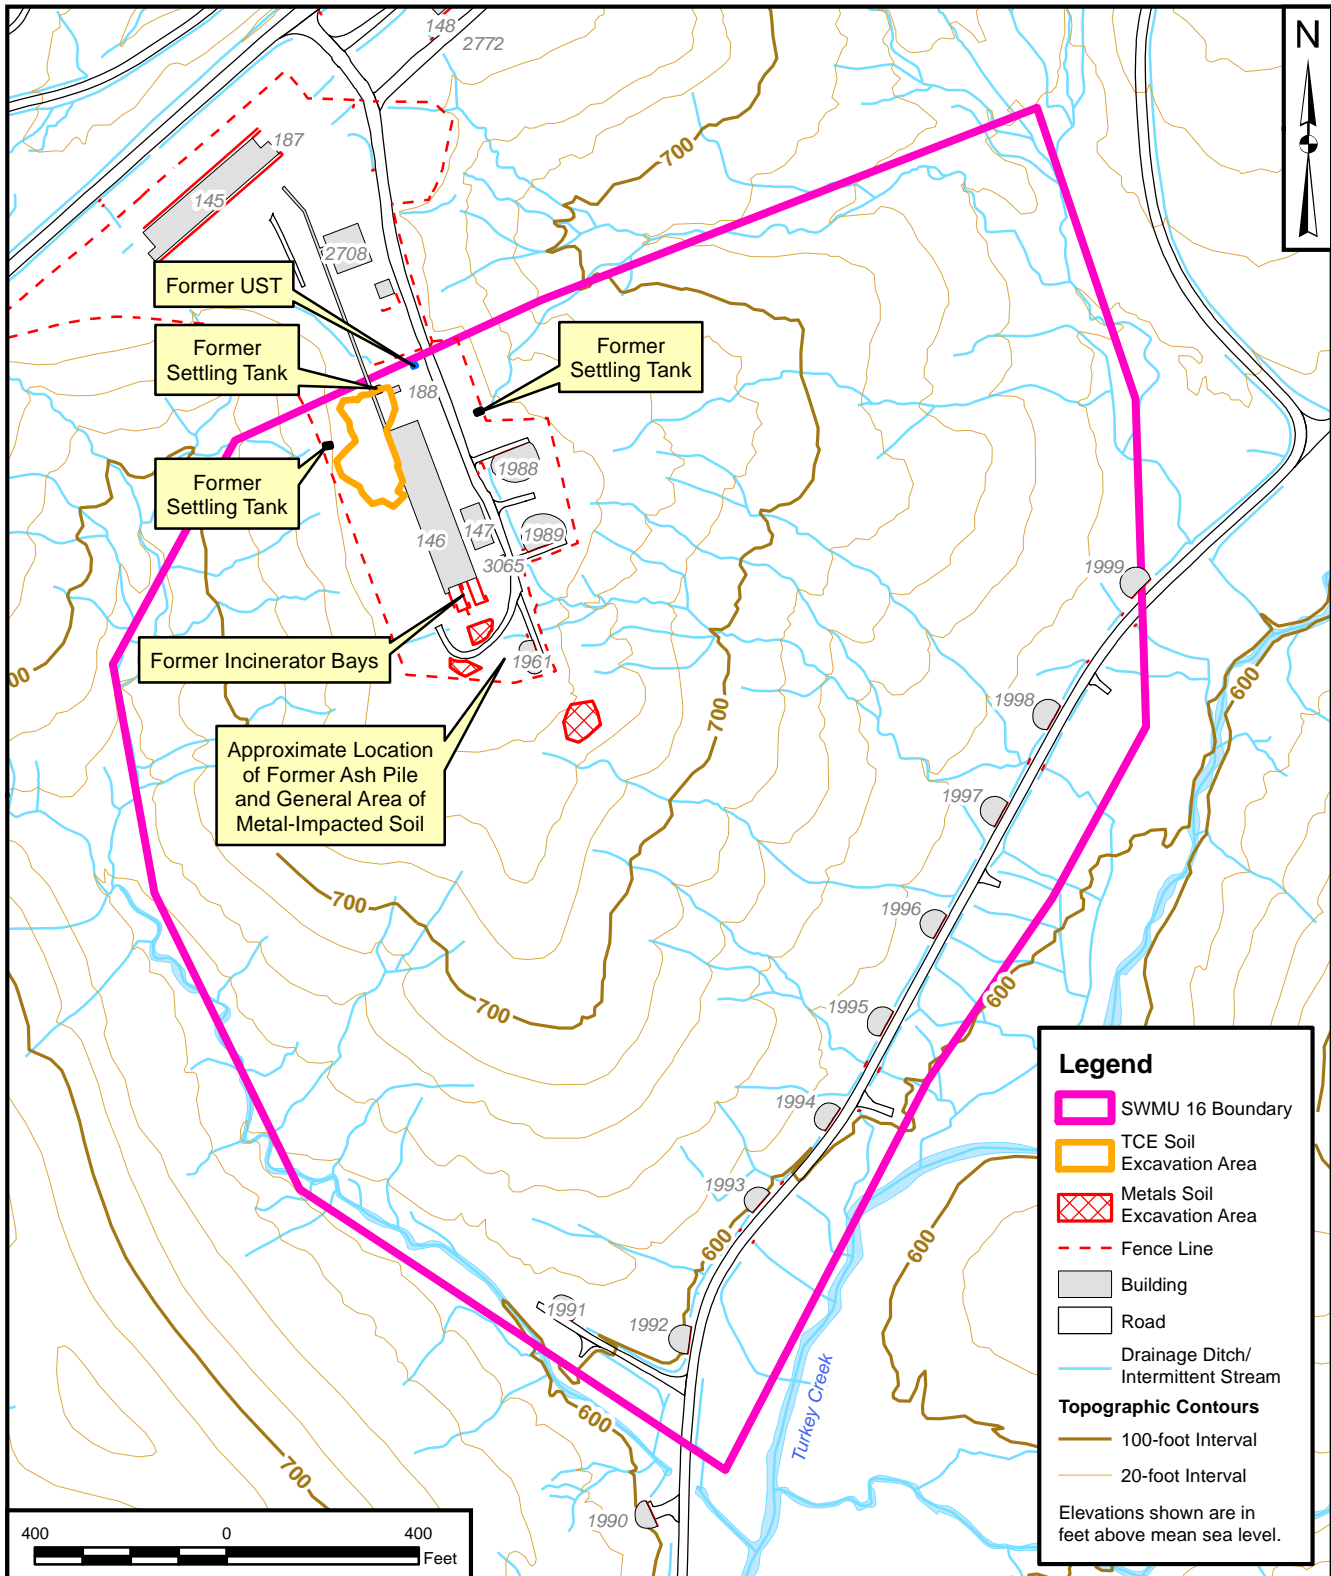 148
2772
N
700
187
145
2708
Former UST
Former
Settling Tank
Former
Settling Tank
188
Former
Settling Tank
1988
146
147
1989
3065
1999
Former Incinerator Bays
1961
00
600
1998
700
Approximate Location
of Former Ash Pile
and General Area of
Metal-Impacted Soil
1997
700
1996
700
600
1995
1994
1993
600
600
1991
1992
Turkey Creek
600
700
1990
Legend
SWMU 16 Boundary
TCE Soil
Excavation Area
Metals Soil
Excavation Area
Fence Line
Building
Road
Drainage Ditch/
Intermittent Stream
Topographic Contours
100-foot Interval
20-foot Interval
Elevations shown are in
feet above mean sea level.
400 0 400
Feet